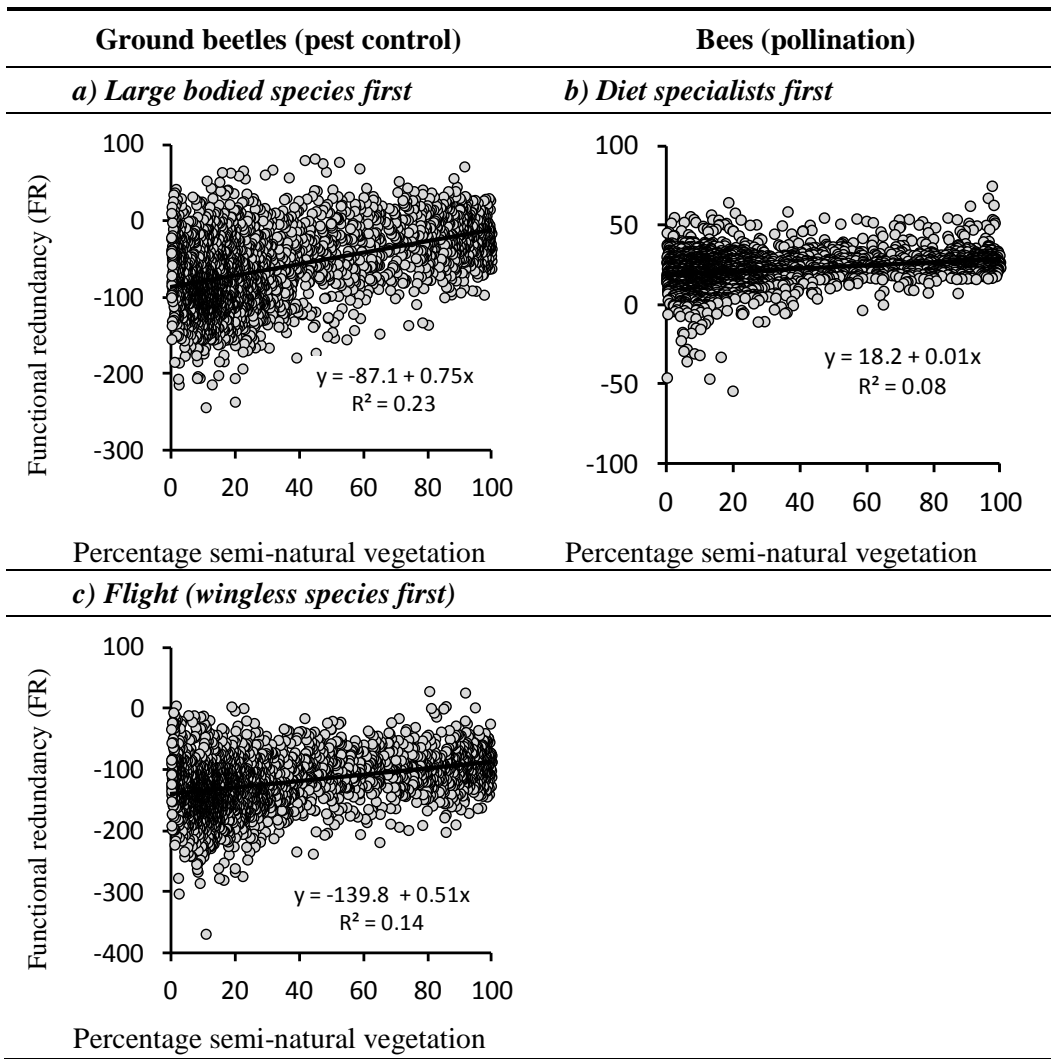 Ground beetles (pest control)
Bees (pollination)
a) Large bodied species first
b) Diet specialists first
Functional redundancy (FR)
100
0
-100
-200
-300
y = -87.1 + 0.75x
R² = 0.23
0 20 40 60 80 100
Percentage semi-natural vegetation
100
50
0
-50
-100
y = 18.2 + 0.01x
R² = 0.08
0 20 40 60 80 100
Percentage semi-natural vegetation
c) Flight (wingless species first)
Functional redundancy (FR)
100
0
-100
-200
-300
-400
y = -139.8 + 0.51x
R² = 0.14
0 20 40 60 80 100
Percentage semi-natural vegetation